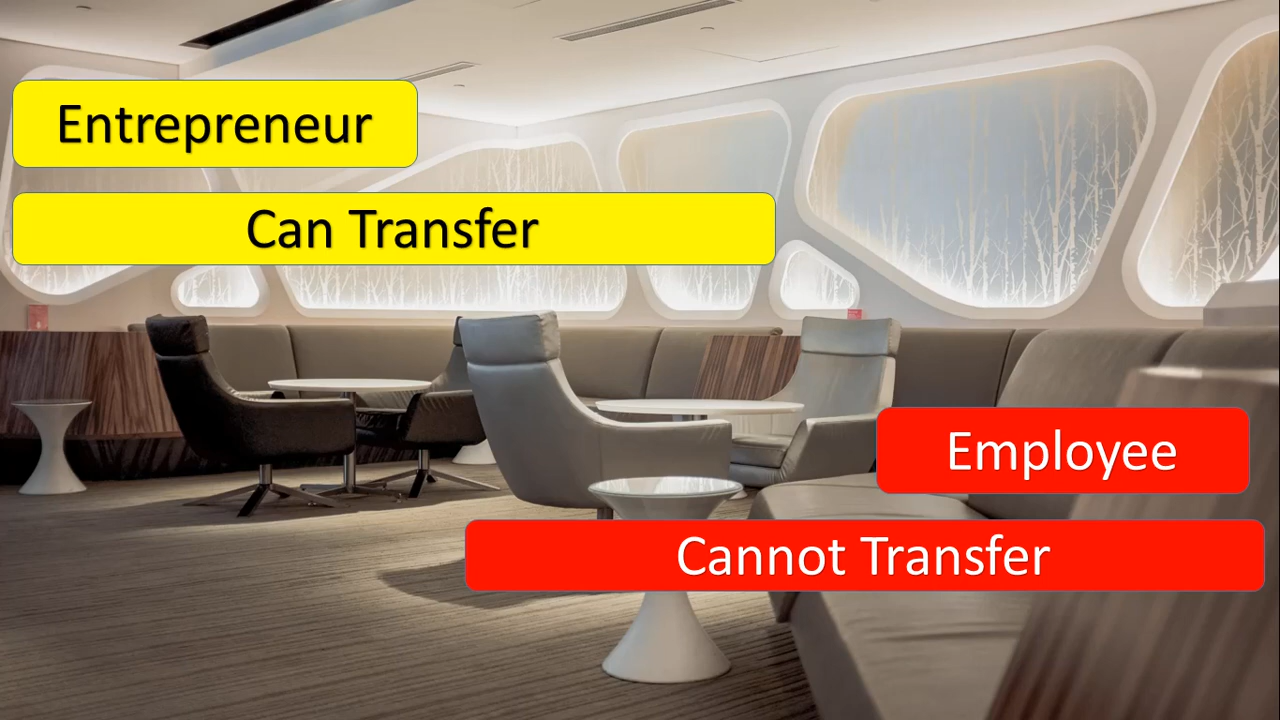 Entrepreneur
Can Transfer
Employee
Cannot Transfer